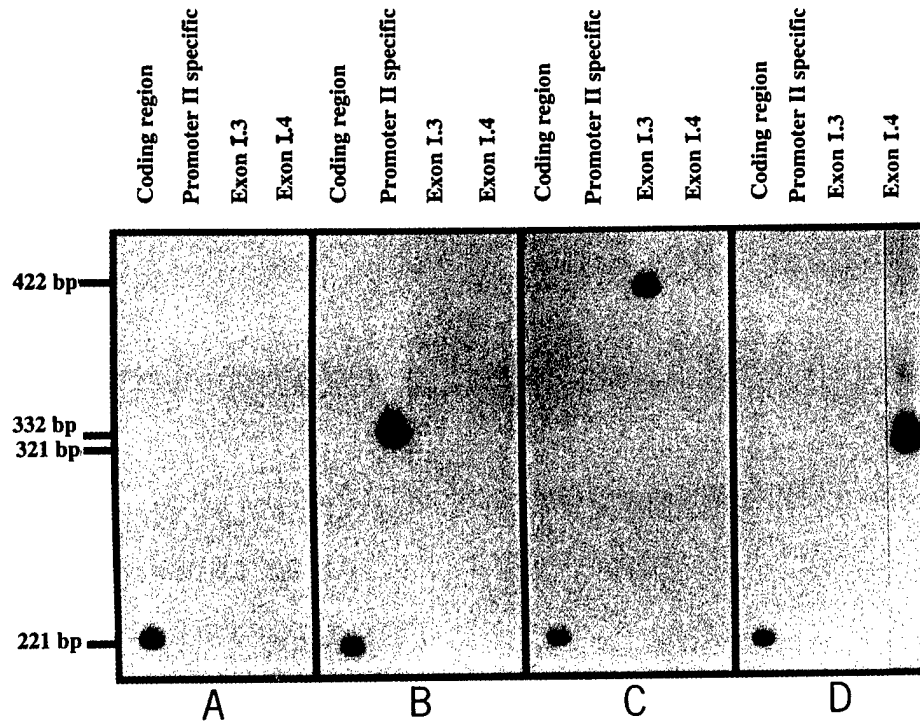 Coding region
Promoter II specific
Exon I.3
Exon I.4
Coding region
Promoter II specific
Exon I.3
Exon I.4
Coding region
Promoter II specific
Exon I.3
Exon I.4
Coding region
Promoter II specific
Exon I.3
Exon I.4
422 bp
332 bp
321 bp
221 bp
A
B
C
D